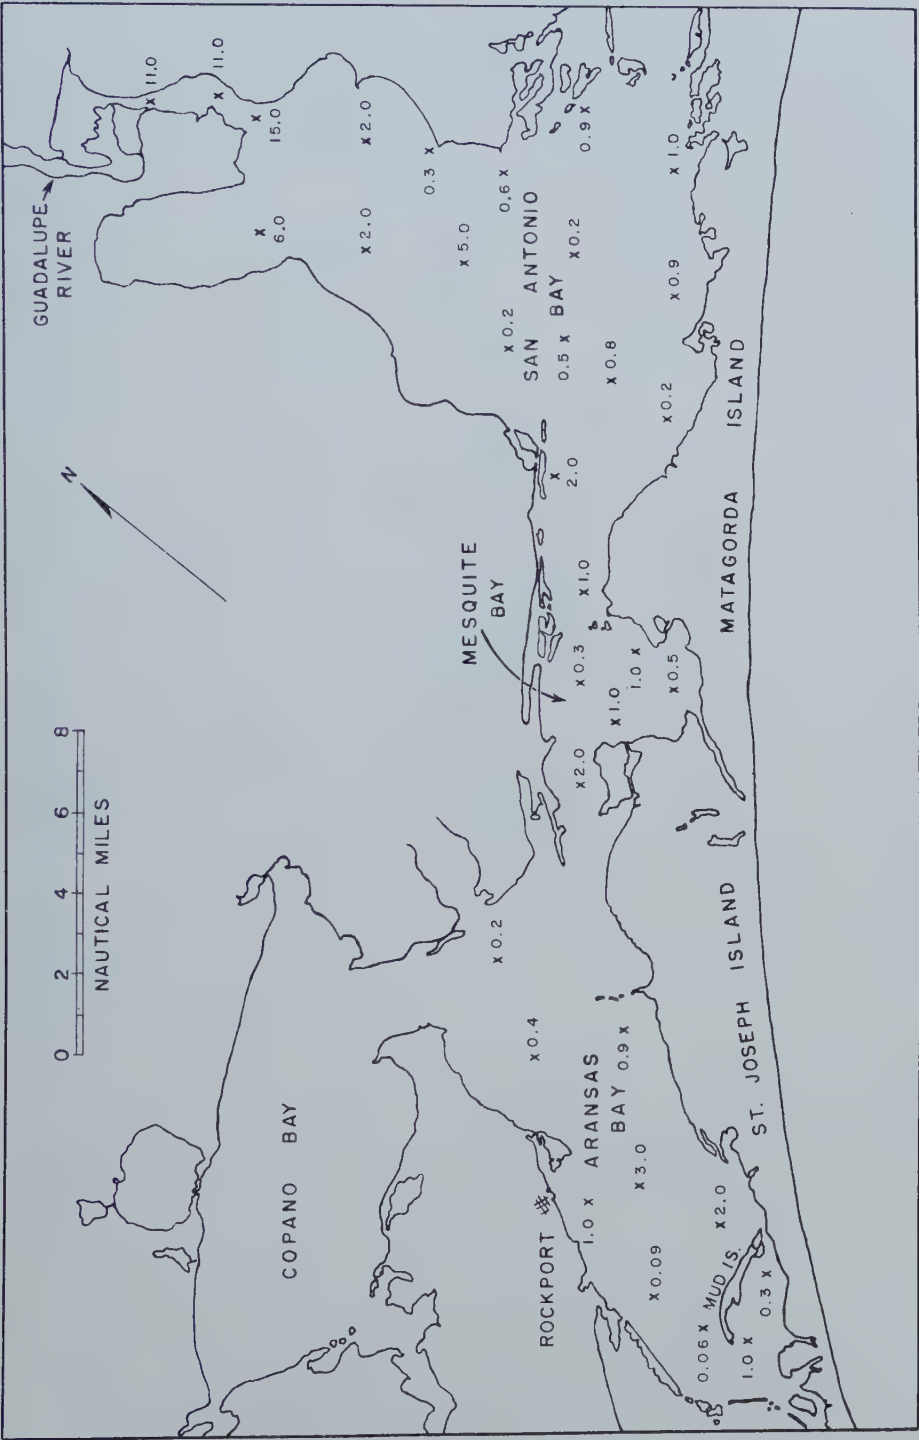 GUADALUPE
RIVER
x 11.0
x 11.0
x 15.0
x 6.0
x 2.0
x 2.0
0.3 x
x 5.0
0.6 x
0.9 x
x 0.2
x 0.2
SAN ANTONIO
BAY
0.5 x
x 0.8
x 1.0
x 0.9
x 0.2
x 2.0
N
MESQUITE
BAY
x 1.0
x 0.3
1.0 x
x 1.0
x 0.5
x 2.0
MATAGORDA ISLAND
0 2 4 6 8
NAUTICAL MILES
x 0.2
x 0.4
COPANO BAY
ARANSAS
BAY
0.9 x
x 3.0
1.0 x
ROCKPORT
x 0.09
x 2.0
MUD IS.
0.06 x
0.3 x
1.0 x
ST. JOSEPH ISLAND